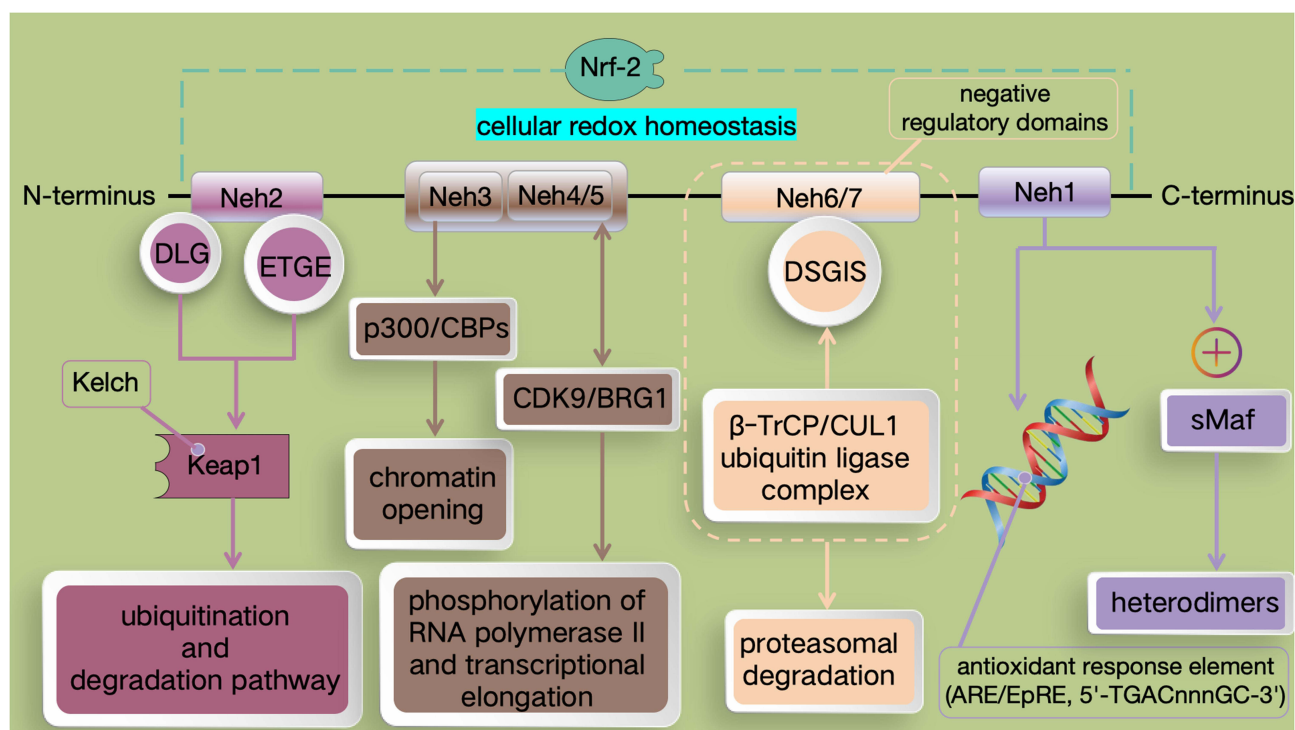 Nrf-2
cellular redox homeostasis
negative
regulatory domains
N-terminus
Neh2
Neh3
Neh4/5
Neh6/7
Neh1
C-terminus
DLG
ETGE
DSGIS
p300/CBPs
Kelch
CDK9/BRG1
Keap1
β-TrCP/CUL1
ubiquitin ligase
complex
sMaf
chromatin
opening
ubiquitination
and
degradation pathway
phosphorylation of
RNA polymerase II
and transcriptional
elongation
proteasomal
degradation
heterodimers
antioxidant response element
(ARE/EpRE, 5'-TGACnnnGC-3')